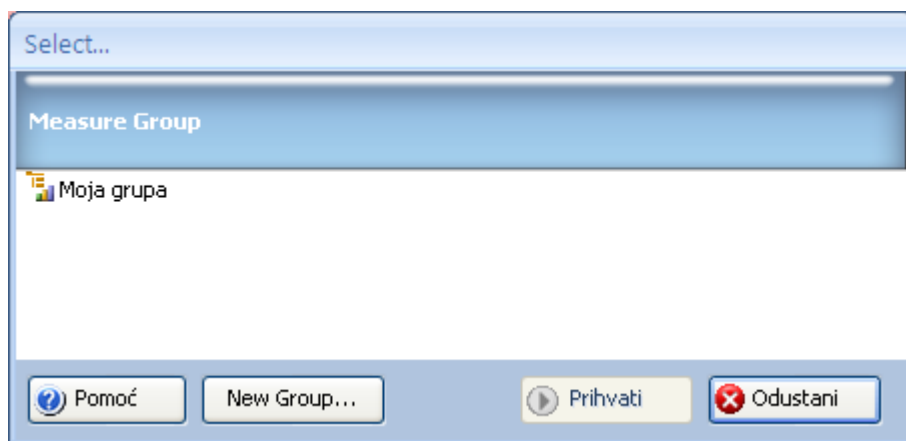 Select...
Measure Group
Moja grupa
Pomoć New Group... Prihvati Odustani